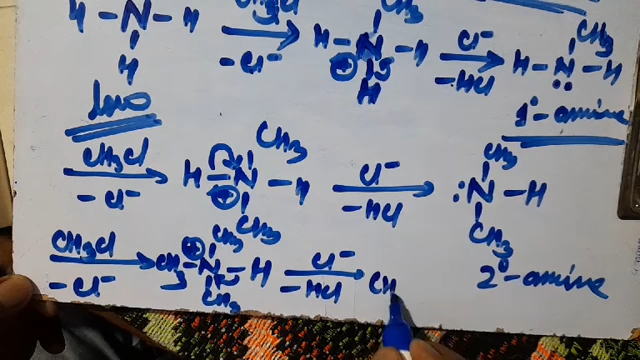 H - N - H CH3Cl → H - N - H Cl⁻ → H - N̈ - H
- Cl⁻ ⊕ H CH3 - HCl CH3
H
1°-amine
CH3Cl → H - N - H Cl⁻ → :N - H
- Cl⁻ ⊕ CH3 CH3 - HCl CH3 CH3
2°-amine
CH3Cl → CH3 - N - H Cl⁻ → CH
- Cl⁻ ⊕ CH3 CH3 - HCl